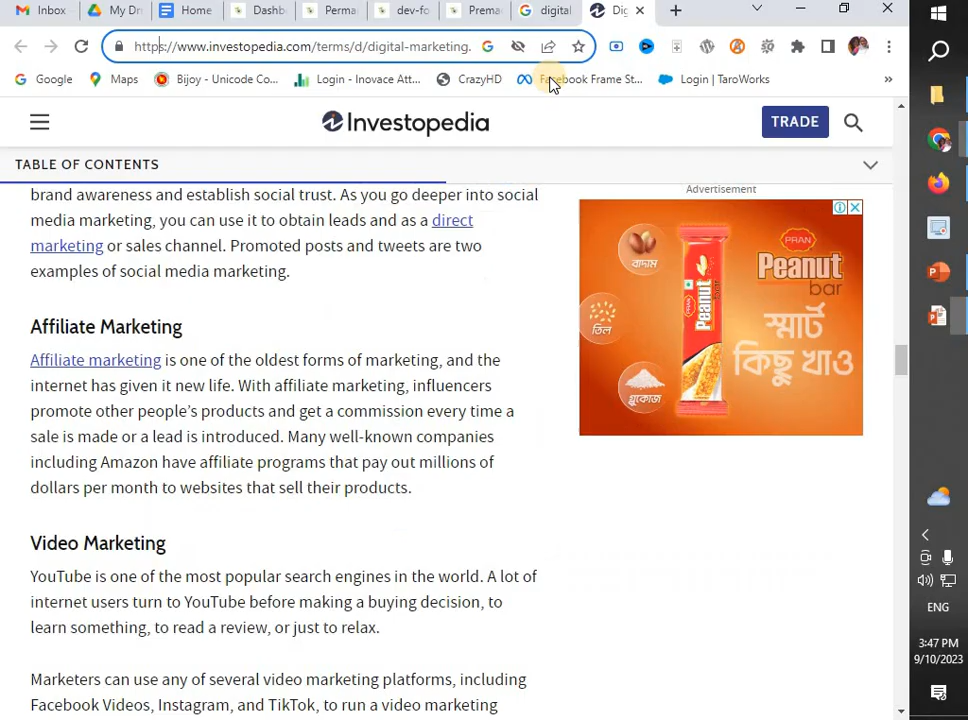 Inbox
My Dr
Home
Dashb
Perma
dev-fo
Prema
digital
Dig
https://www.investopedia.com/terms/d/digital-marketing.
Google
Maps
Bijoy - Unicode Co...
Login - Inovace Att...
CrazyHD
Facebook Frame St...
Login | TaroWorks
»
Investopedia
TRADE
TABLE OF CONTENTS
brand awareness and establish social trust. As you go deeper into social
media marketing, you can use it to obtain leads and as a direct
marketing or sales channel. Promoted posts and tweets are two
examples of social media marketing.
Affiliate Marketing
Affiliate marketing is one of the oldest forms of marketing, and the
internet has given it new life. With affiliate marketing, influencers
promote other people's products and get a commission every time a
sale is made or a lead is introduced. Many well-known companies
including Amazon have affiliate programs that pay out millions of
dollars per month to websites that sell their products.
Video Marketing
YouTube is one of the most popular search engines in the world. A lot of
internet users turn to YouTube before making a buying decision, to
learn something, to read a review, or just to relax.
Marketers can use any of several video marketing platforms, including
Facebook Videos, Instagram, and TikTok, to run a video marketing
Advertisement
PRAN
Peanut
bar
বাদাম
তিল
গ্লুকোজ
স্মার্ট
কিছু খাও
PRAN
Peanut
bar
ENG
3:47 PM
9/10/2023